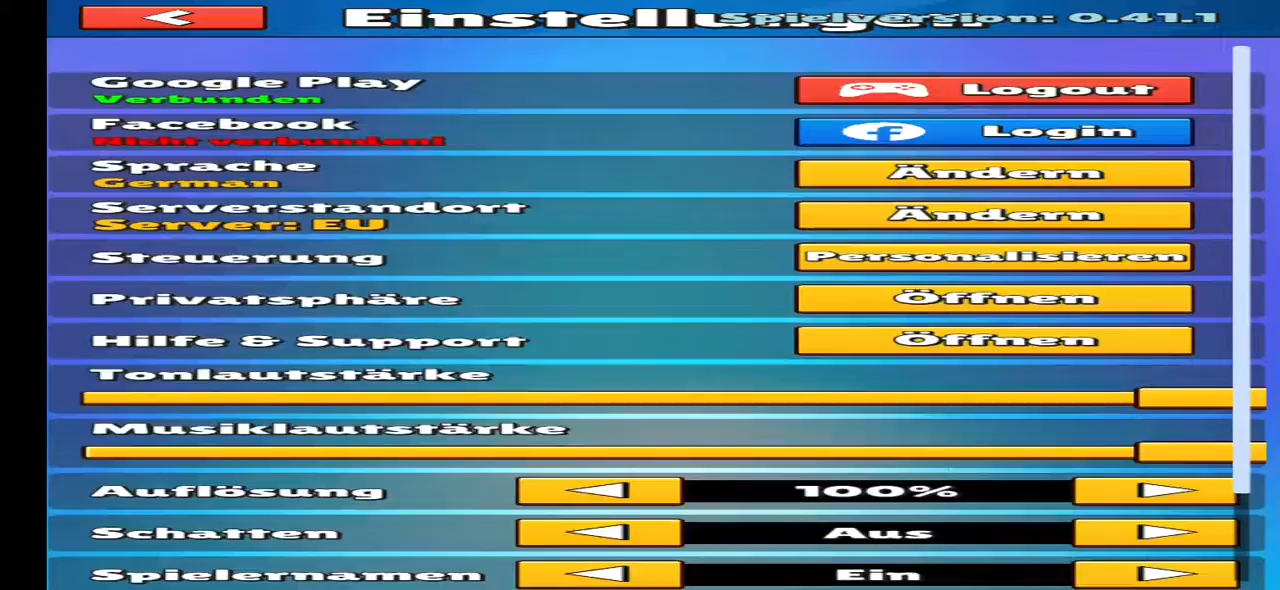 Einstellungen
Spielversion: 0.41.1
Google Play
Verbunden
Logout
Facebook
Nicht verbunden!
Login
Sprache
German
Ändern
Serverstandort
Server: EU
Ändern
Steuerung
Personalisieren
Privatsphäre
Öffnen
Hilfe & Support
Öffnen
Tonlautstärke
Musiklautstärke
Auflösung
100%
Schatten
Aus
Spielernamen
Ein